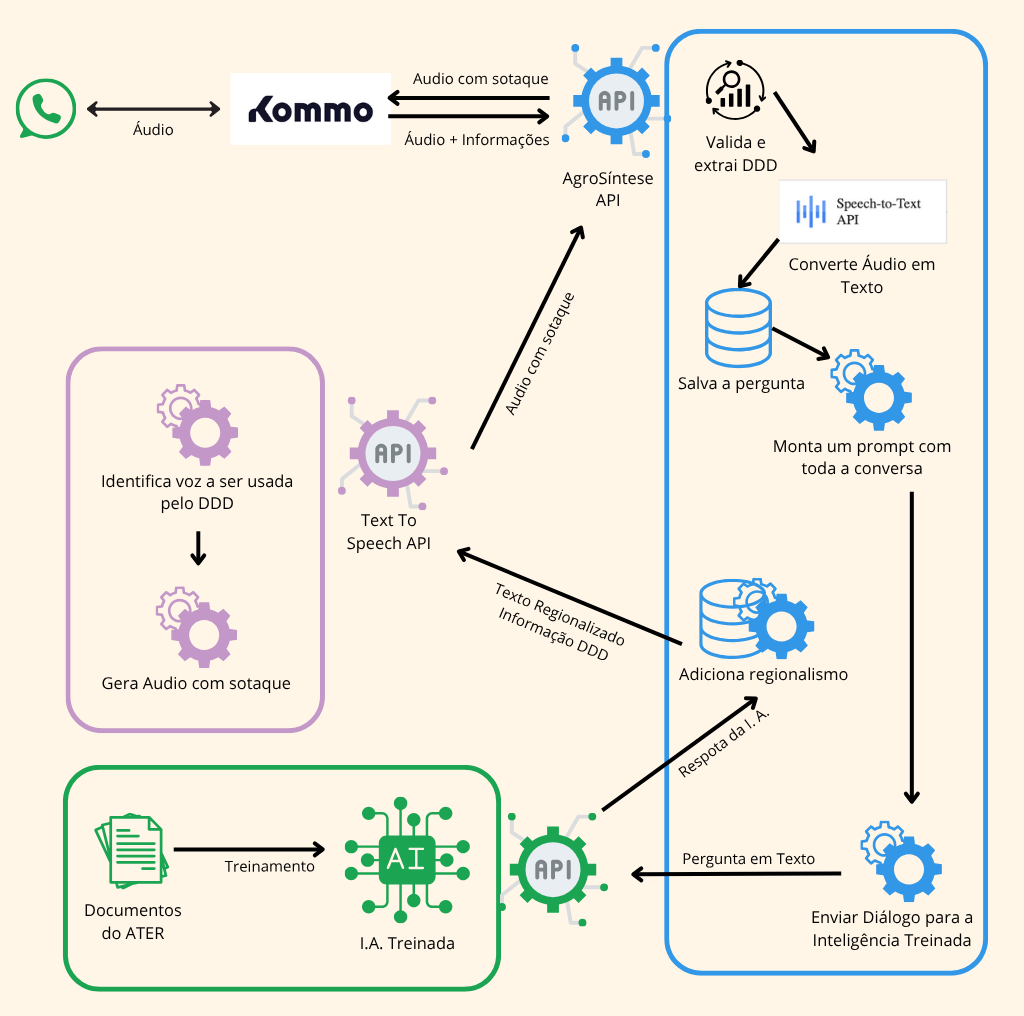 Áudio
kommo
Audio com sotaque
Áudio + Informações
API
AgroSíntese
API
Valida e
extrai DDD
Speech-to-Text
API
Converte Áudio em
Texto
Salva a pergunta
Monta um prompt com
toda a conversa
Audio com sotaque
Identifica voz a ser usada
pelo DDD
Gera Audio com sotaque
API
Text To
Speech API
Texto Regionalizado
Informação DDD
Adiciona regionalismo
Respota da I. A.
Documentos
do ATER
Treinamento
AI
I.A. Treinada
API
Pergunta em Texto
Enviar Diálogo para a
Inteligência Treinada